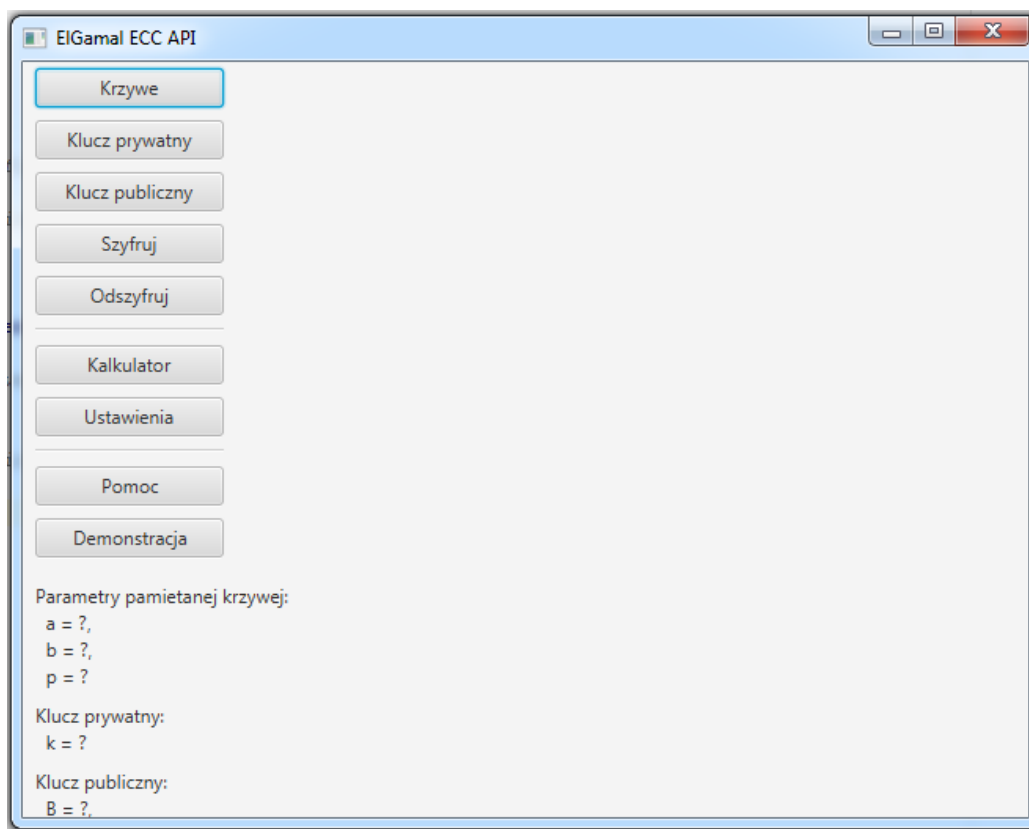 ElGamal ECC API
Krzywe
Klucz prywatny
Klucz publiczny
Szyfruj
Odszyfruj
Kalkulator
Ustawienia
Pomoc
Demonstracja
Parametry pamietanej krzywej:
a = ?,
b = ?,
p = ?
Klucz prywatny:
k = ?
Klucz publiczny:
B = ?,